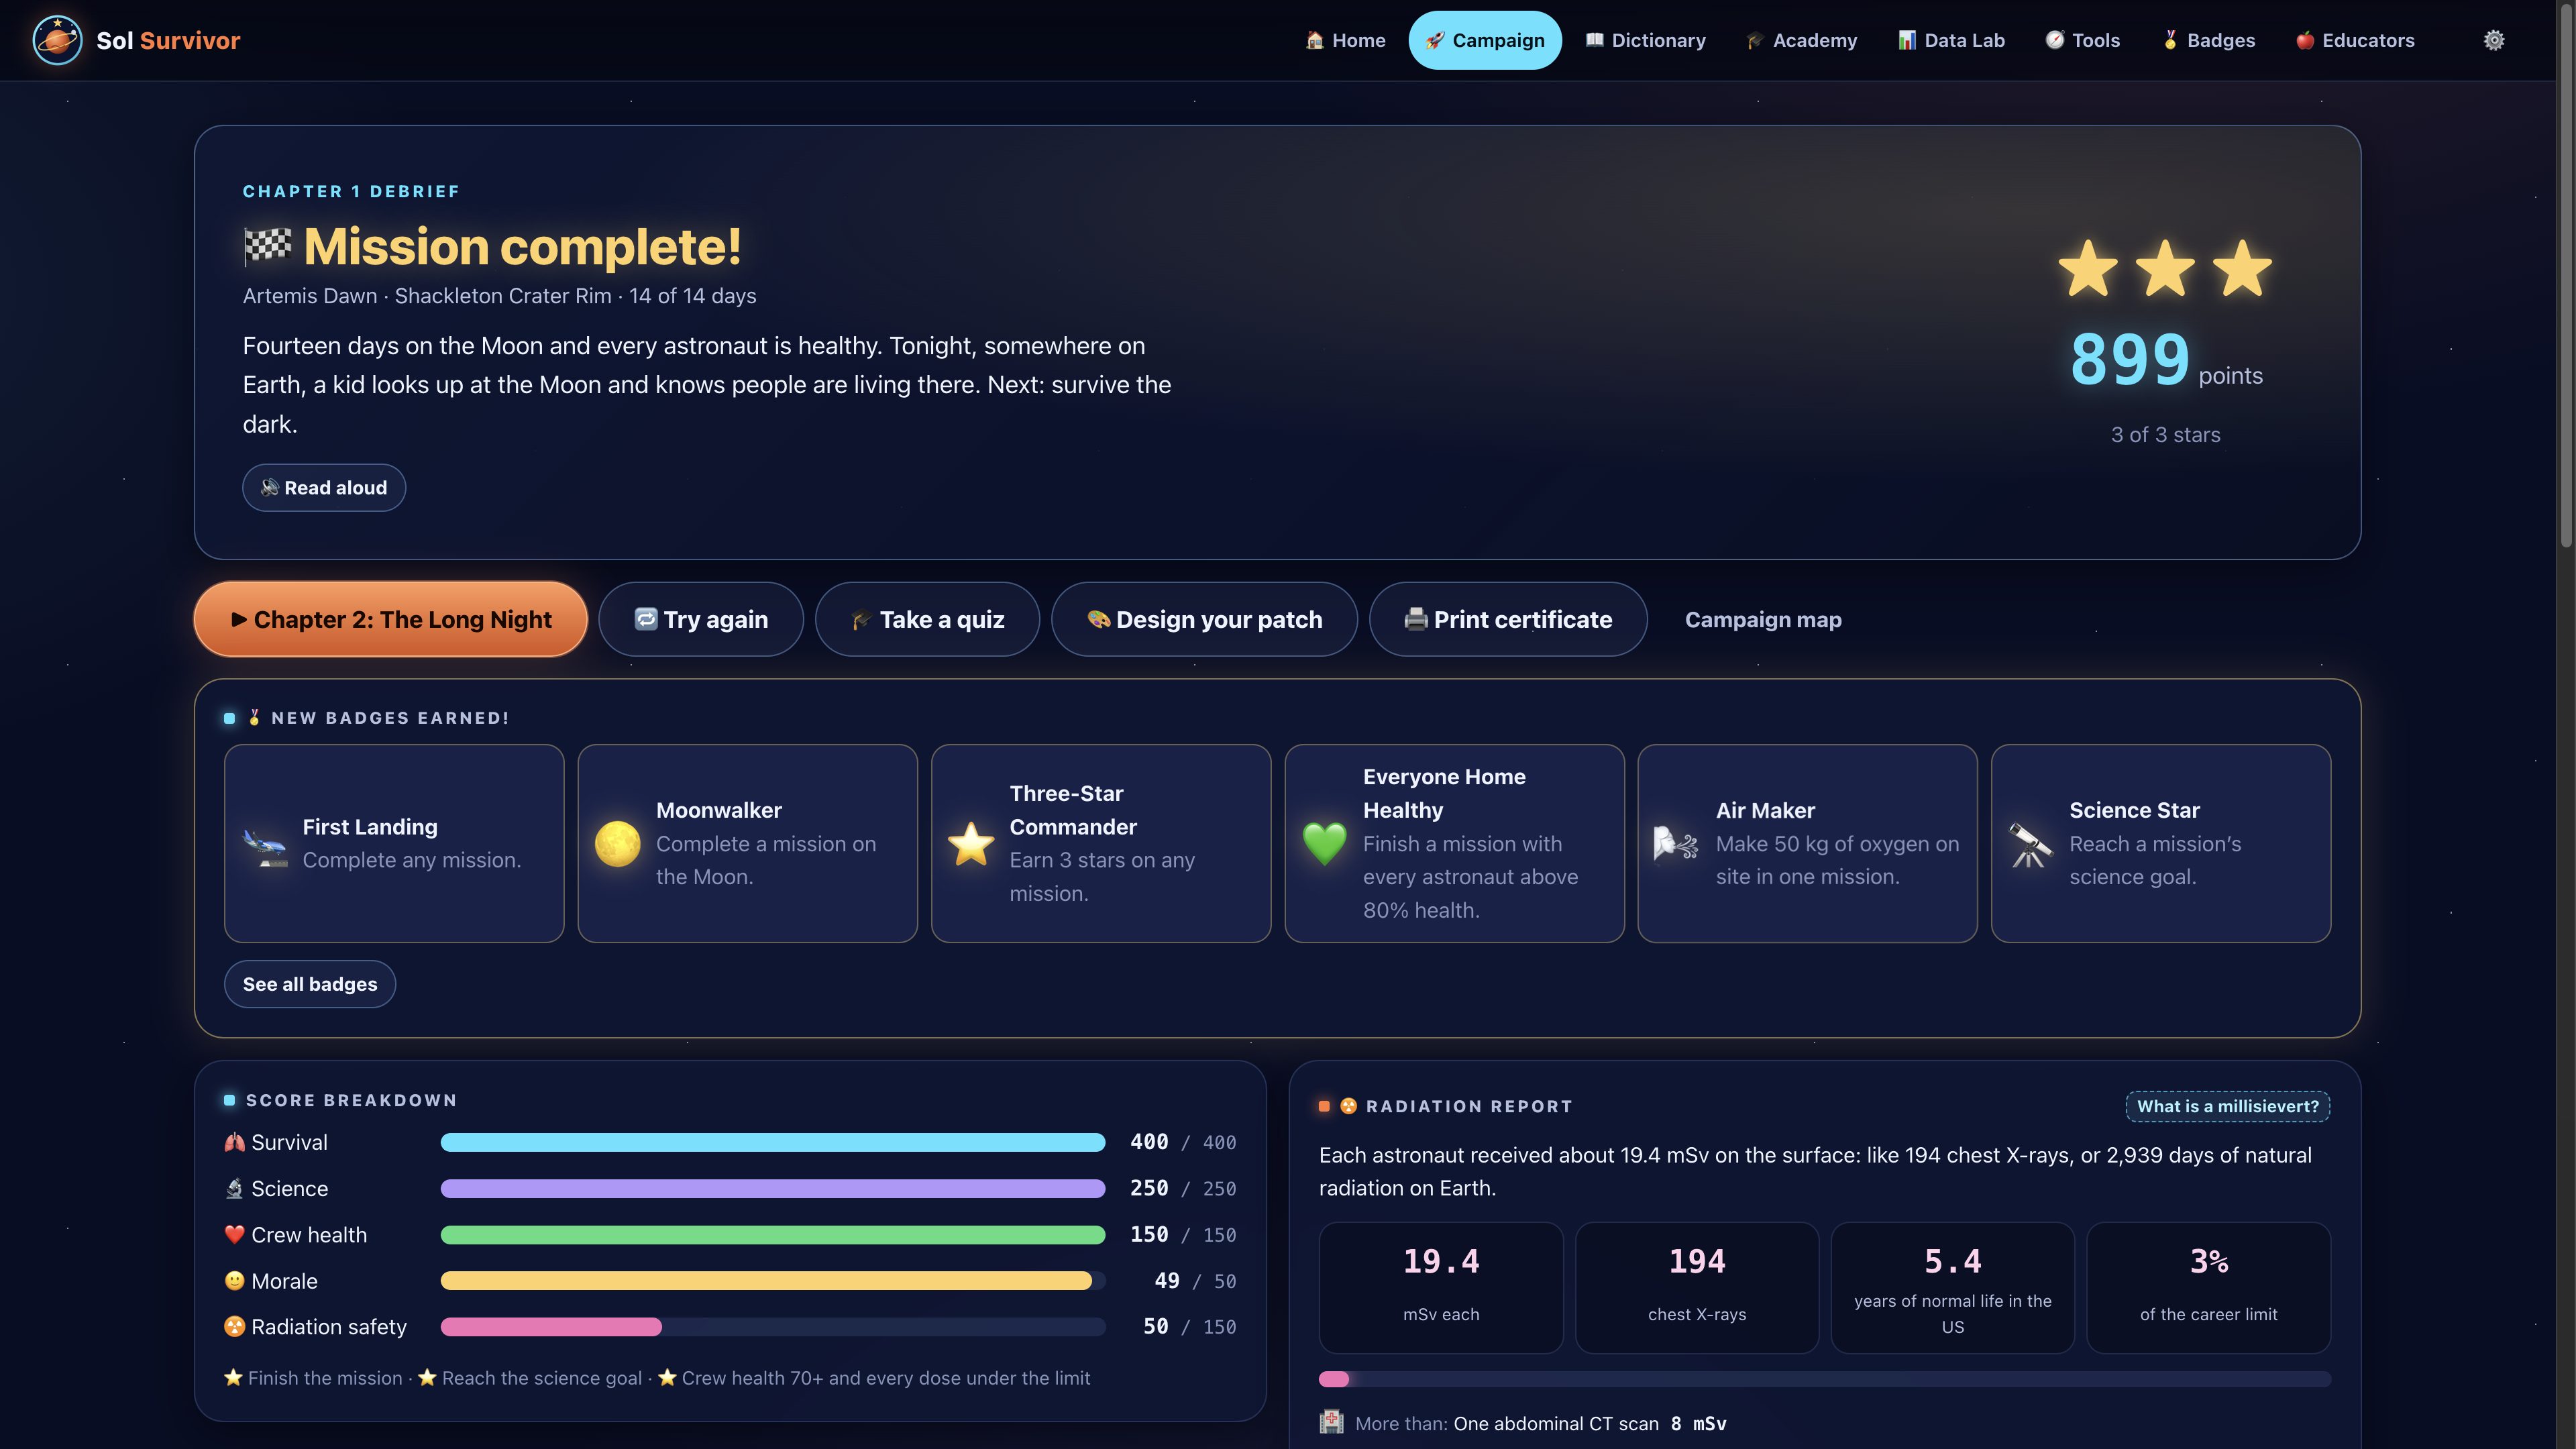 Sol Survivor
Home
Campaign
Dictionary
Academy
Data Lab
Tools
Badges
Educators
CHAPTER 1 DEBRIEF
Mission complete!
Artemis Dawn · Shackleton Crater Rim · 14 of 14 days
Fourteen days on the Moon and every astronaut is healthy. Tonight, somewhere on
Earth, a kid looks up at the Moon and knows people are living there. Next: survive the
dark.
Read aloud
899 points
3 of 3 stars
Chapter 2: The Long Night
Try again
Take a quiz
Design your patch
Print certificate
Campaign map
NEW BADGES EARNED!
First Landing
Complete any mission.
Moonwalker
Complete a mission on
the Moon.
Three-Star
Commander
Earn 3 stars on any
mission.
Everyone Home
Healthy
Finish a mission with
every astronaut above
80% health.
Air Maker
Make 50 kg of oxygen on
site in one mission.
Science Star
Reach a mission’s
science goal.
See all badges
SCORE BREAKDOWN
Survival 400 / 400
Science 250 / 250
Crew health 150 / 150
Morale 49 / 50
Radiation safety 50 / 150
Finish the mission · Reach the science goal · Crew health 70+ and every dose under the limit
RADIATION REPORT
What is a millisievert?
Each astronaut received about 19.4 mSv on the surface: like 194 chest X-rays, or 2,939 days of natural
radiation on Earth.
19.4
mSv each
194
chest X-rays
5.4
years of normal life in the
US
3%
of the career limit
More than: One abdominal CT scan 8 mSv